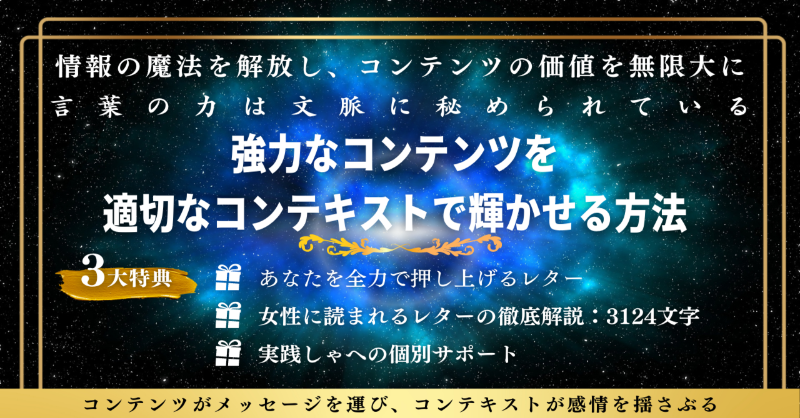 情報の魔法を解放し、コンテンツの価値を無限大に
言葉の力は文脈に秘められている
強力なコンテンツを
適切なコンテキストで輝かせる方法
3大特典
あなたを全力で押し上げるレター
女性に読まれるレターの徹底解説：3124文字
実践しゃへの個別サポート
コンテンツがメッセージを運び、コンテキストが感情を揺さぶる